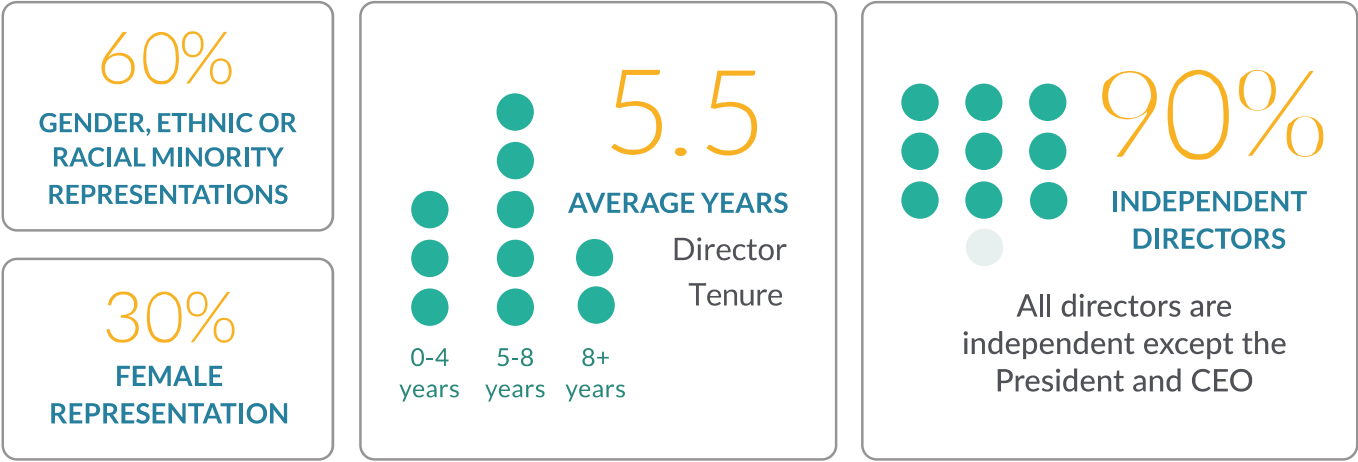 60%
GENDER, ETHNIC OR
RACIAL MINORITY
REPRESENTATIONS
30%
FEMALE
REPRESENTATION
5.5
AVERAGE YEARS
Director
Tenure
0-4
years
5-8
years
8+
years
90%
INDEPENDENT
DIRECTORS
All directors are
independent except the
President and CEO